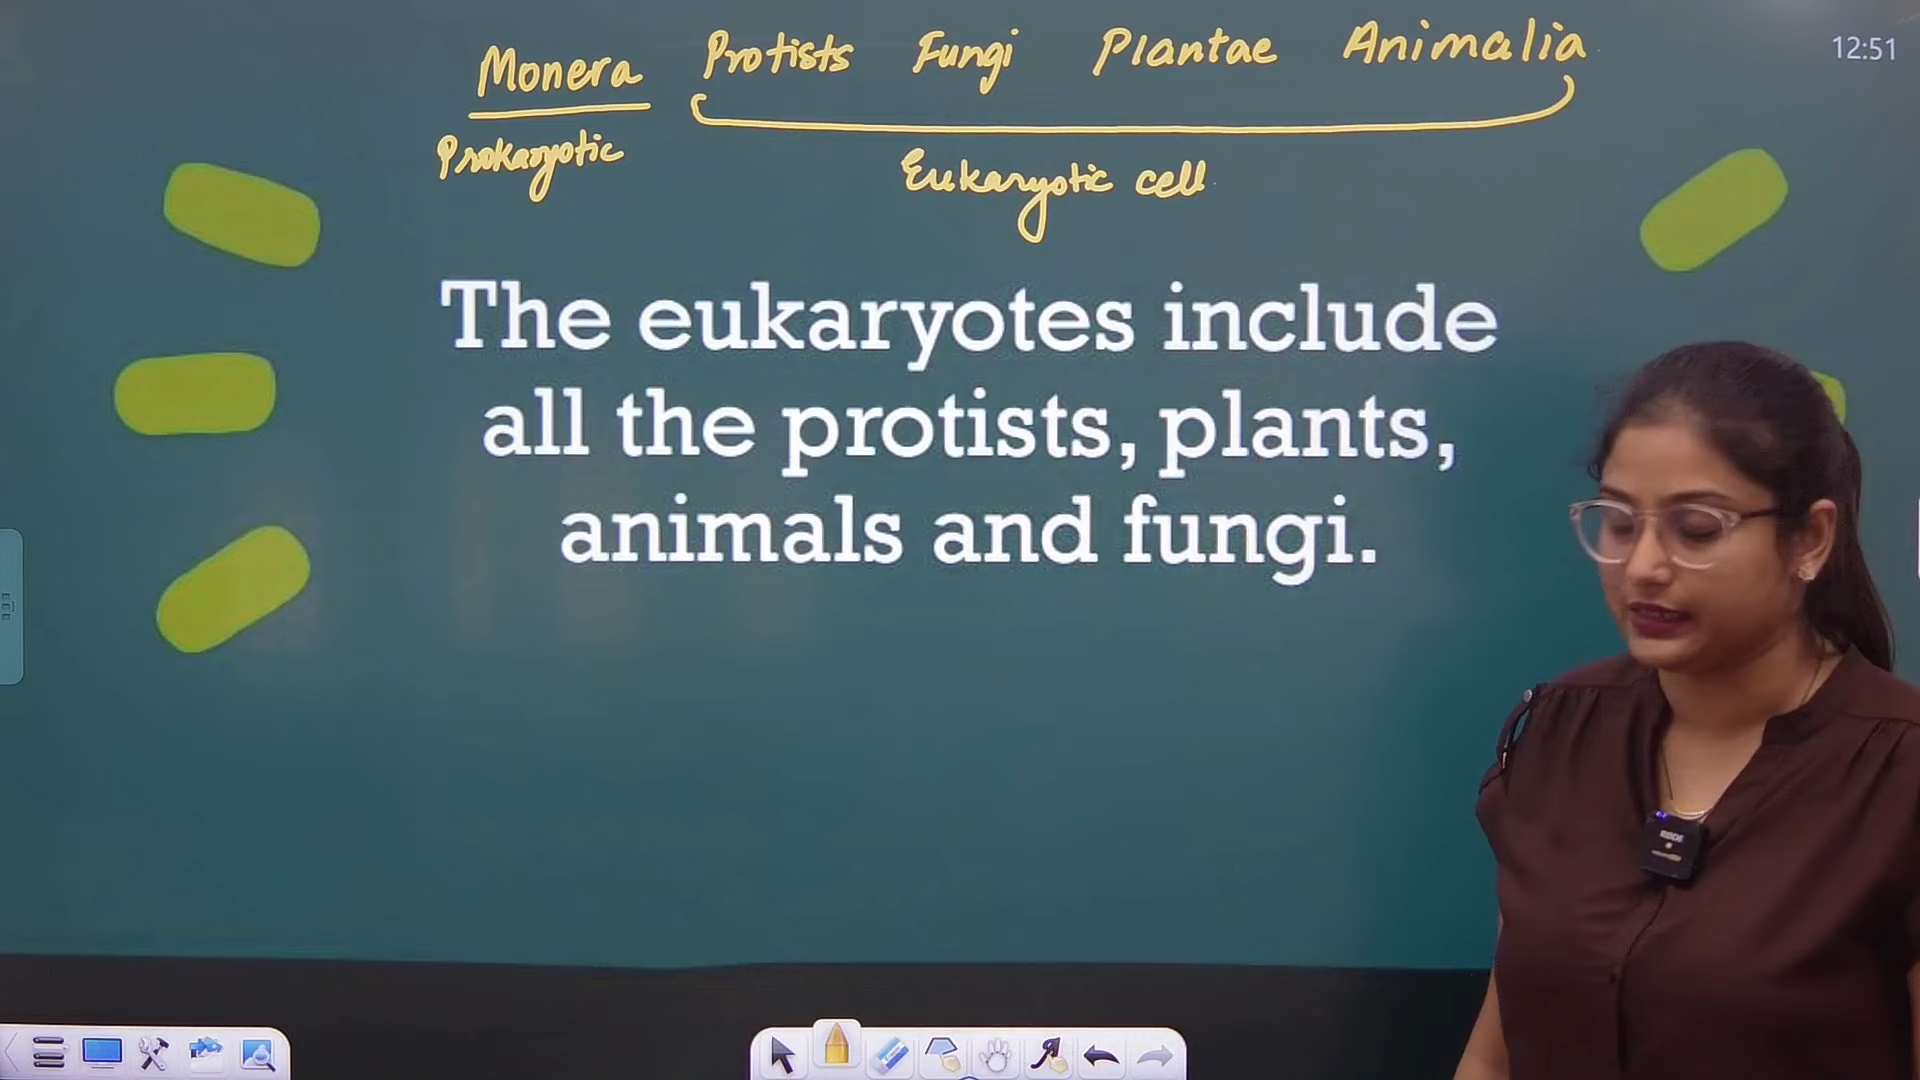 Monera Protists Fungi Plantae Animalia
12:51
Prokaryotic Eukaryotic cell
The eukaryotes include
all the protists, plants,
animals and fungi.
RODE